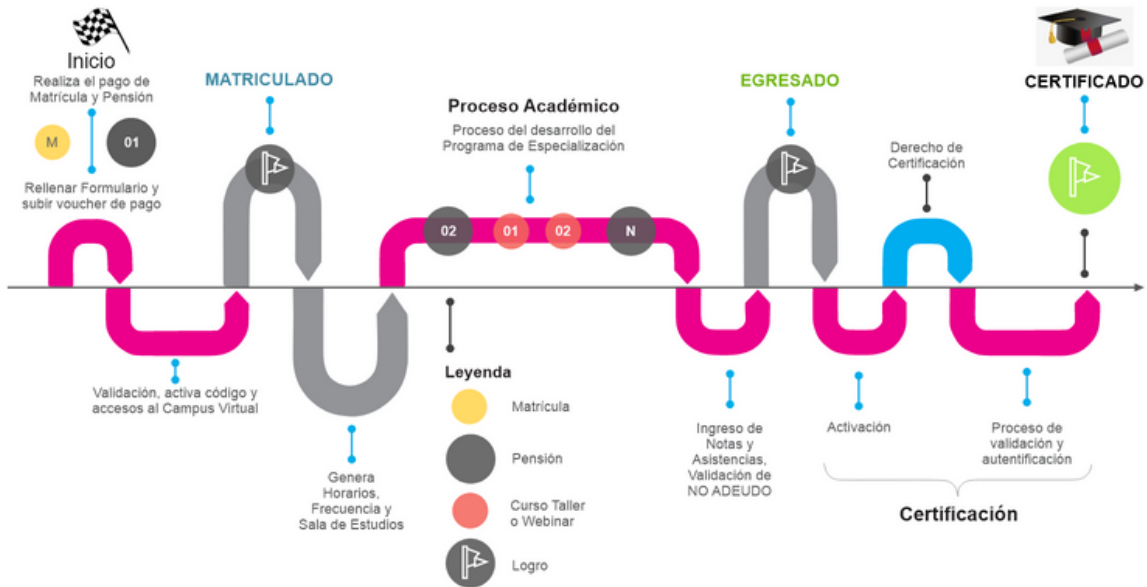 Inicio
Realiza el pago de
Matrícula y Pensión
M
01
Rellenar Formulario y
subir voucher de pago
Validación, activa código y
accesos al Campus Virtual
MATRICULADO
Genera
Horarios,
Frecuencia y
Sala de Estudios
Proceso Académico
Proceso del desarrollo del
Programa de Especialización
02
01
02
N
Leyenda
Matrícula
Pensión
Curso Taller
o Webinar
Logro
Ingreso de
Notas y
Asistencias,
Validación de
NO ADEUDO
EGRESADO
Activación
Derecho de
Certificación
Proceso de
validación y
autentificación
Certificación
CERTIFICADO